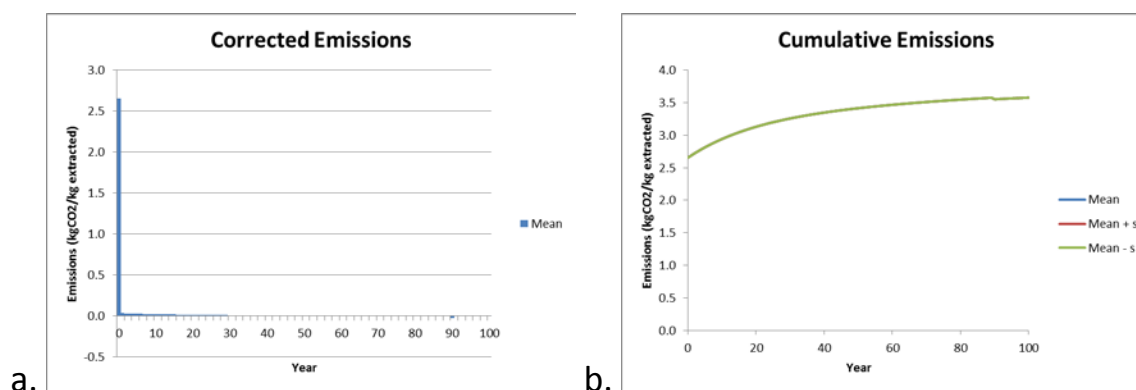 Corrected Emissions
Emissions (kgCO2/kg extracted)
3.0
2.5
2.0
1.5
1.0
0.5
0.0
-0.5
0 10 20 30 40 50 60 70 80 90 100
Year
Mean
a.
Cumulative Emissions
Emissions (kgCO2/kg extracted)
4.0
3.5
3.0
2.5
2.0
1.5
1.0
0.5
0.0
0 20 40 60 80 100
Year
Mean
Mean + s
Mean - s
b.